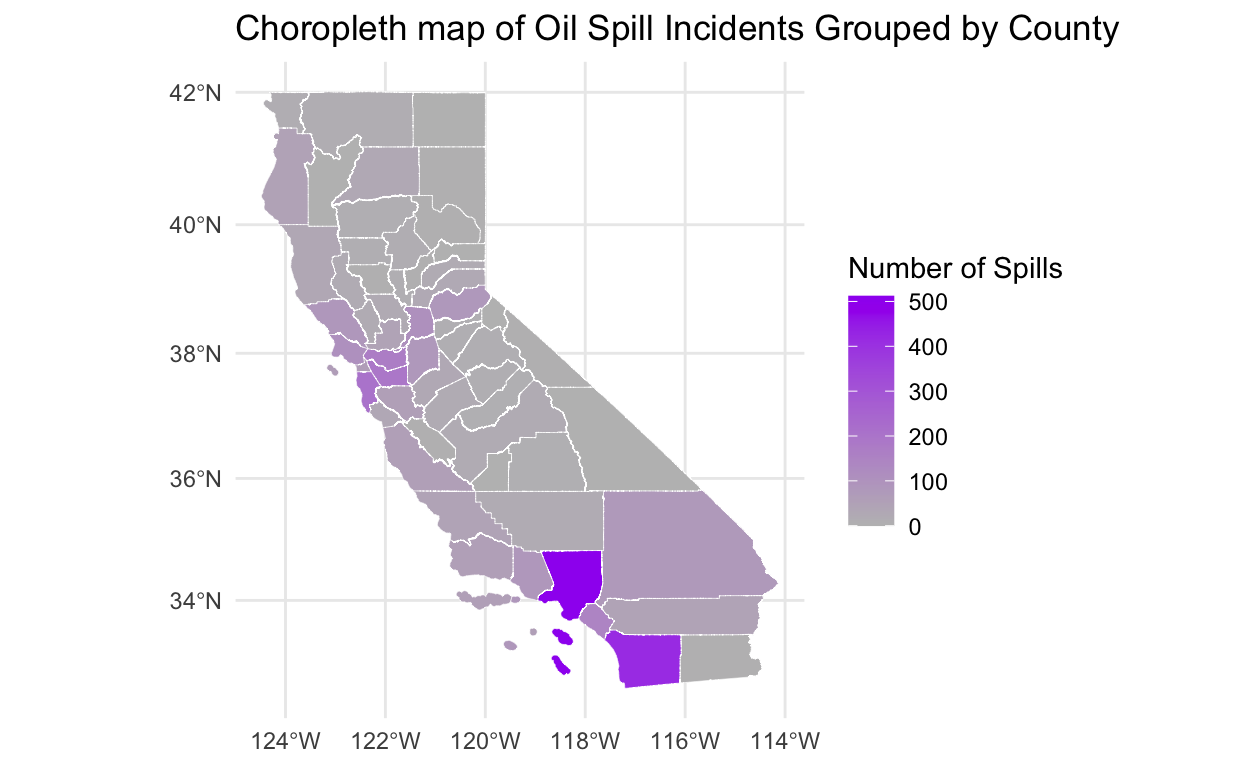 Choropleth map of Oil Spill Incidents Grouped by County
42°N
40°N
38°N
36°N
34°N
124°W 122°W 120°W 118°W 116°W 114°W
Number of Spills
500
400
300
200
100
0